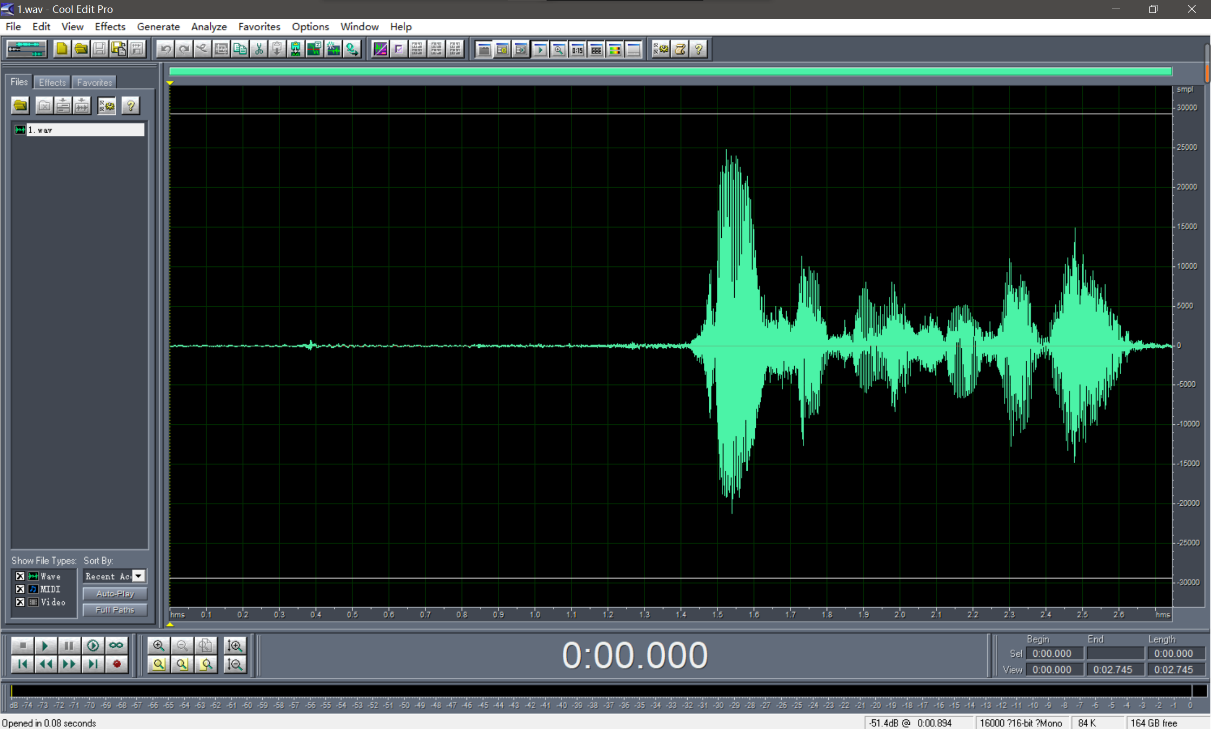 1.wav - Cool Edit Pro
File Edit View Effects Generate Analyze Favorites Options Window Help
Files Effects Favorites
1.wav
smpl
30000
25000
20000
15000
10000
5000
0
-5000
-10000
-15000
-20000
-25000
-30000
hms 0.1 0.2 0.3 0.4 0.5 0.6 0.7 0.8 0.9 1.0 1.1 1.2 1.3 1.4 1.5 1.6 1.7 1.8 1.9 2.0 2.1 2.2 2.3 2.4 2.5 2.6 hms
Show File Types: Sort By:
Wave Recent Ac
MIDI Auto-Play
Video Full Paths
0:00.000
Begin End Length
Sel 0:00.000 0:00.000
View 0:00.000 0:02.745 0:02.745
dB -74 -73 -72 -71 -70 -69 -68 -67 -66 -65 -64 -63 -62 -61 -60 -59 -58 -57 -56 -55 -54 -53 -52 -51 -50 -49 -48 -47 -46 -45 -44 -43 -42 -41 -40 -39 -38 -37 -36 -35 -34 -33 -32 -31 -30 -29 -28 -27 -26 -25 -24 -23 -22 -21 -20 -19 -18 -17 -16 -15 -14 -13 -12 -11 -10 -9 -8 -7 -6 -5 -4 -3 -2 -1 0
Opened in 0.08 seconds -51.4dB @ 0:00.894 16000 ?16-bit ?Mono 84 K 164 GB free